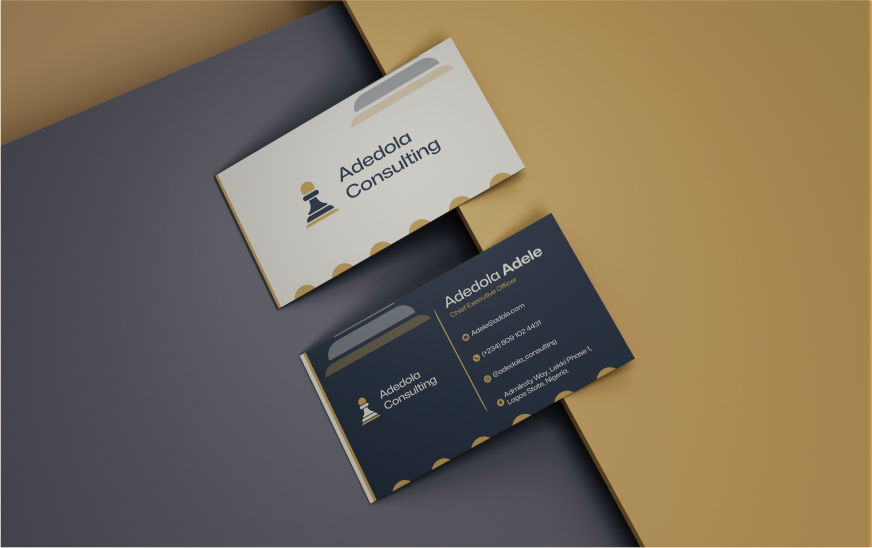 Adedola
Consulting
Adedola Adele
Chief Executive Officer
Adele@adola.com
(+234) 809 102 4431
@adedola_consulting
Admiralty Way, Lekki Phase 1,
Lagos State, Nigeria.
Adedola
Consulting